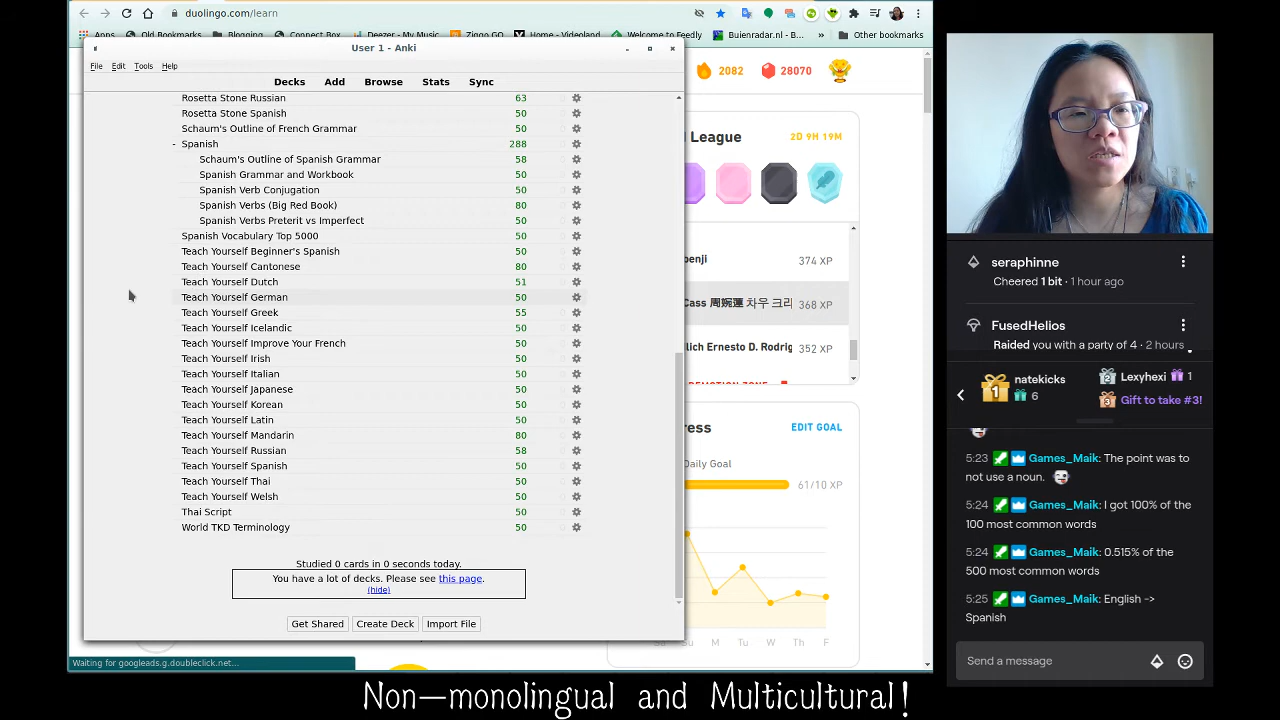 duolingo.com/learn
Apps
Old Bookmarks
Blogging
Connect Box
Deezer - My Music
Ziggo GO
Home - Videoland
Welcome to Feedly
Buienradar.nl -
Other bookmarks
User 1 - Anki
File Edit Tools Help
Decks Add Browse Stats Sync
Rosetta Stone Russian 63
Rosetta Stone Spanish 50
Schaum's Outline of French Grammar 50
- Spanish 288
Schaum's Outline of Spanish Grammar 58
Spanish Grammar and Workbook 50
Spanish Verb Conjugation 50
Spanish Verbs (Big Red Book) 80
Spanish Verbs Preterit vs Imperfect 50
Spanish Vocabulary Top 5000 50
Teach Yourself Beginner's Spanish 50
Teach Yourself Cantonese 80
Teach Yourself Dutch 51
Teach Yourself German 50
Teach Yourself Greek 55
Teach Yourself Icelandic 50
Teach Yourself Improve Your French 50
Teach Yourself Irish 50
Teach Yourself Italian 50
Teach Yourself Japanese 50
Teach Yourself Korean 50
Teach Yourself Latin 50
Teach Yourself Mandarin 80
Teach Yourself Russian 58
Teach Yourself Spanish 50
Teach Yourself Thai 50
Teach Yourself Welsh 50
Thai Script 50
World TKD Terminology 50
Studied 0 cards in 0 seconds today.
You have a lot of decks. Please see this page.
(hide)
Get Shared Create Deck Import File
Waiting for googleads.g.doubleclick.net...
2082 28070
League 2D 9H 19M
enji 374 XP
Cass 周婉蓮 차우 크리 368 XP
lich Ernesto D. Rodrig 352 XP
EDIT GOAL
Daily Goal
61/10 XP
Su M Tu W Th F
seraphinne
Cheered 1 bit · 1 hour ago
FusedHelios
Raided you with a party of 4 · 2 hours
1 natekicks
6
2 Lexyhexi 1
3 Gift to take #3!
5:23 Games_Maik: The point was to
not use a noun.
5:24 Games_Maik: I got 100% of the
100 most common words
5:24 Games_Maik: 0.515% of the
500 most common words
5:25 Games_Maik: English ->
Spanish
Send a message
Non-monolingual and Multicultural!